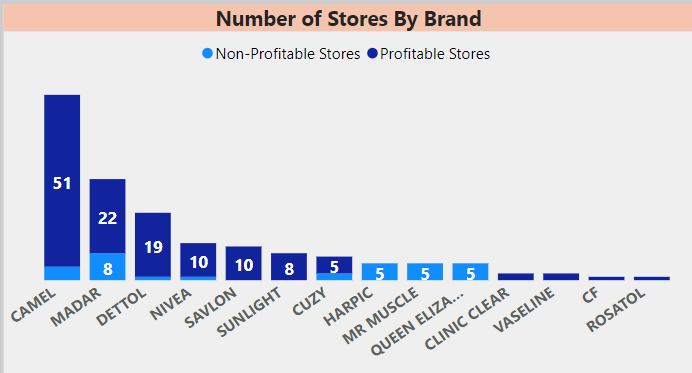 Number of Stores By Brand
Non-Profitable Stores Profitable Stores
51
22
8
19
10
10
8
5
5
5
5
CAMEL
MADAR
DETTOL
NIVEA
SAVLON
SUNLIGHT
CUZY
HARPIC
MR MUSCLE
QUEEN ELIZA...
CLINIC CLEAR
VASELINE
CF
ROSATOL